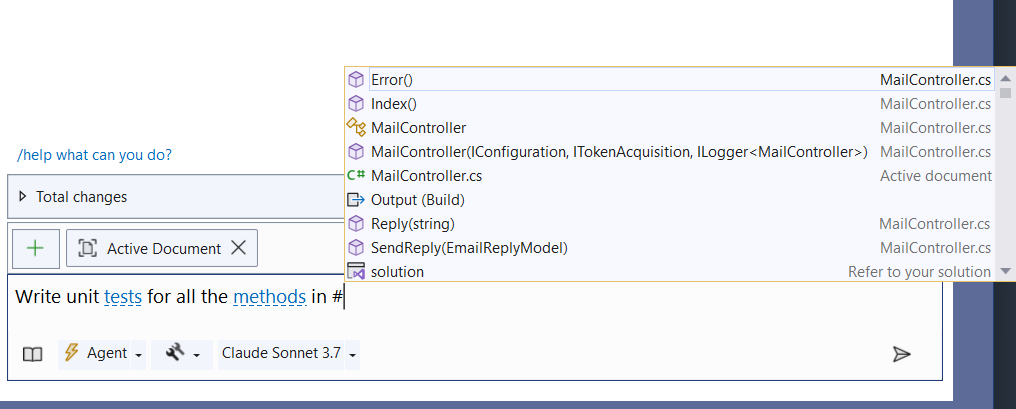 Error() MailController.cs
Index() MailController.cs
MailController MailController.cs
MailController(IConfiguration, ITokenAcquisition, ILogger<MailController>) MailController.cs
C# MailController.cs Active document
Output (Build)
Reply(string) MailController.cs
SendReply(EmailReplyModel) MailController.cs
solution Refer to your solution
/help what can you do?
Total changes
Active Document
Write unit tests for all the methods in #
Agent
Claude Sonnet 3.7